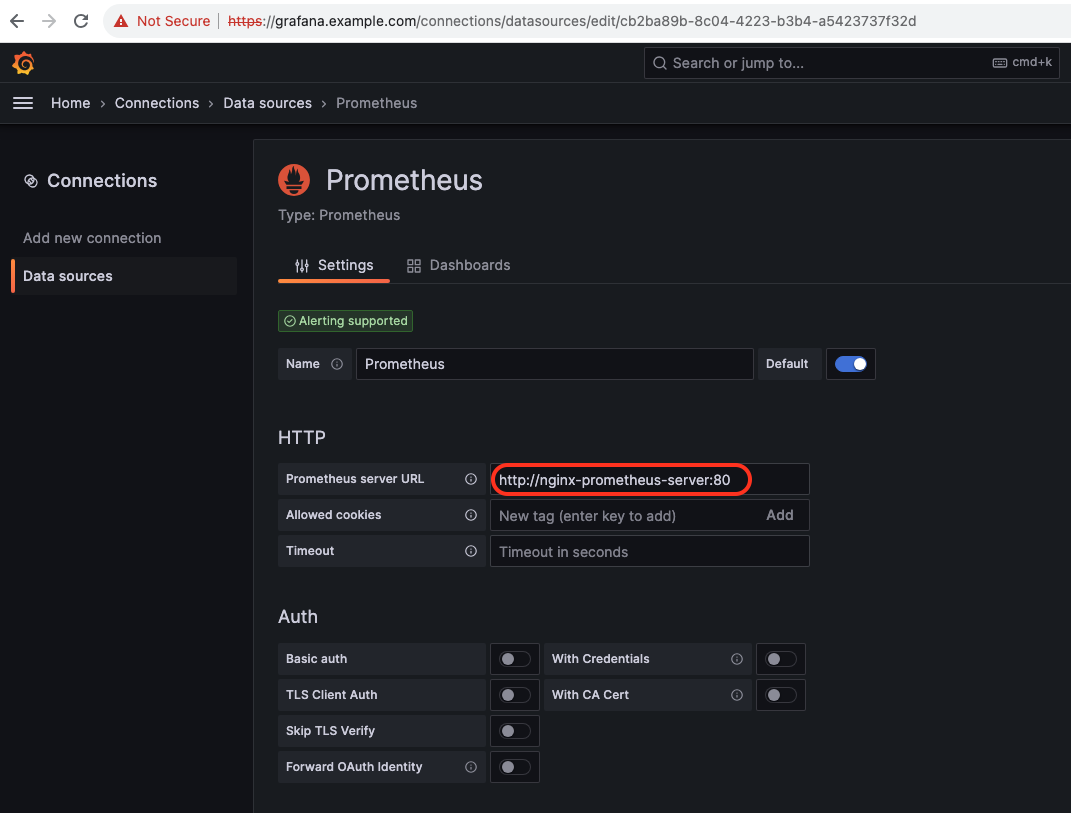 Not Secure https://grafana.example.com/connections/datasources/edit/cb2ba89b-8c04-4223-b3b4-a5423737f32d
Search or jump to... cmd+k
Home › Connections › Data sources › Prometheus
Connections
Add new connection
Data sources
Prometheus
Type: Prometheus
Settings Dashboards
Alerting supported
Name Prometheus Default
HTTP
Prometheus server URL http://nginx-prometheus-server:80
Allowed cookies New tag (enter key to add) Add
Timeout Timeout in seconds
Auth
Basic auth With Credentials
TLS Client Auth With CA Cert
Skip TLS Verify
Forward OAuth Identity